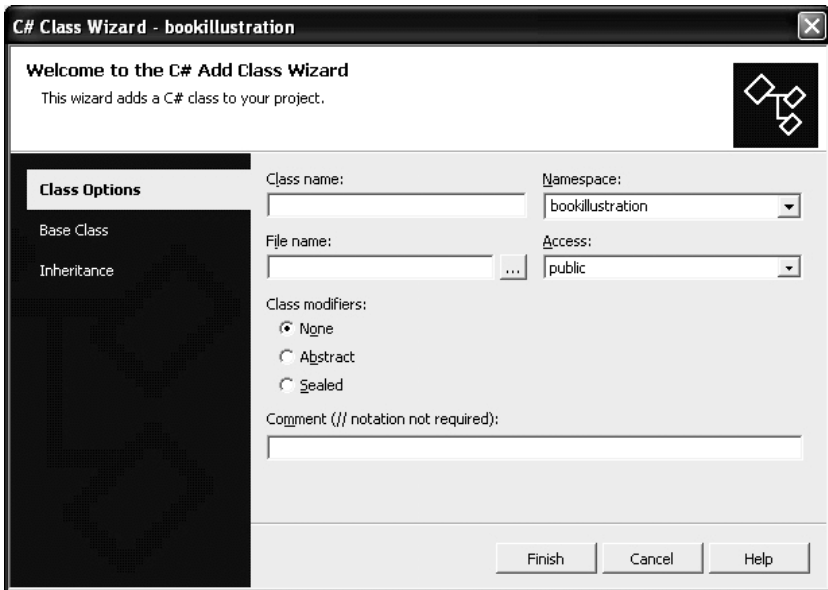 C# Class Wizard - bookillustration
Welcome to the C# Add Class Wizard
This wizard adds a C# class to your project.
Class Options
Base Class
Inheritance
Class name:
Namespace:
bookillustration
File name:
...
Access:
public
Class modifiers:
None
Abstract
Sealed
Comment (// notation not required):
Finish
Cancel
Help